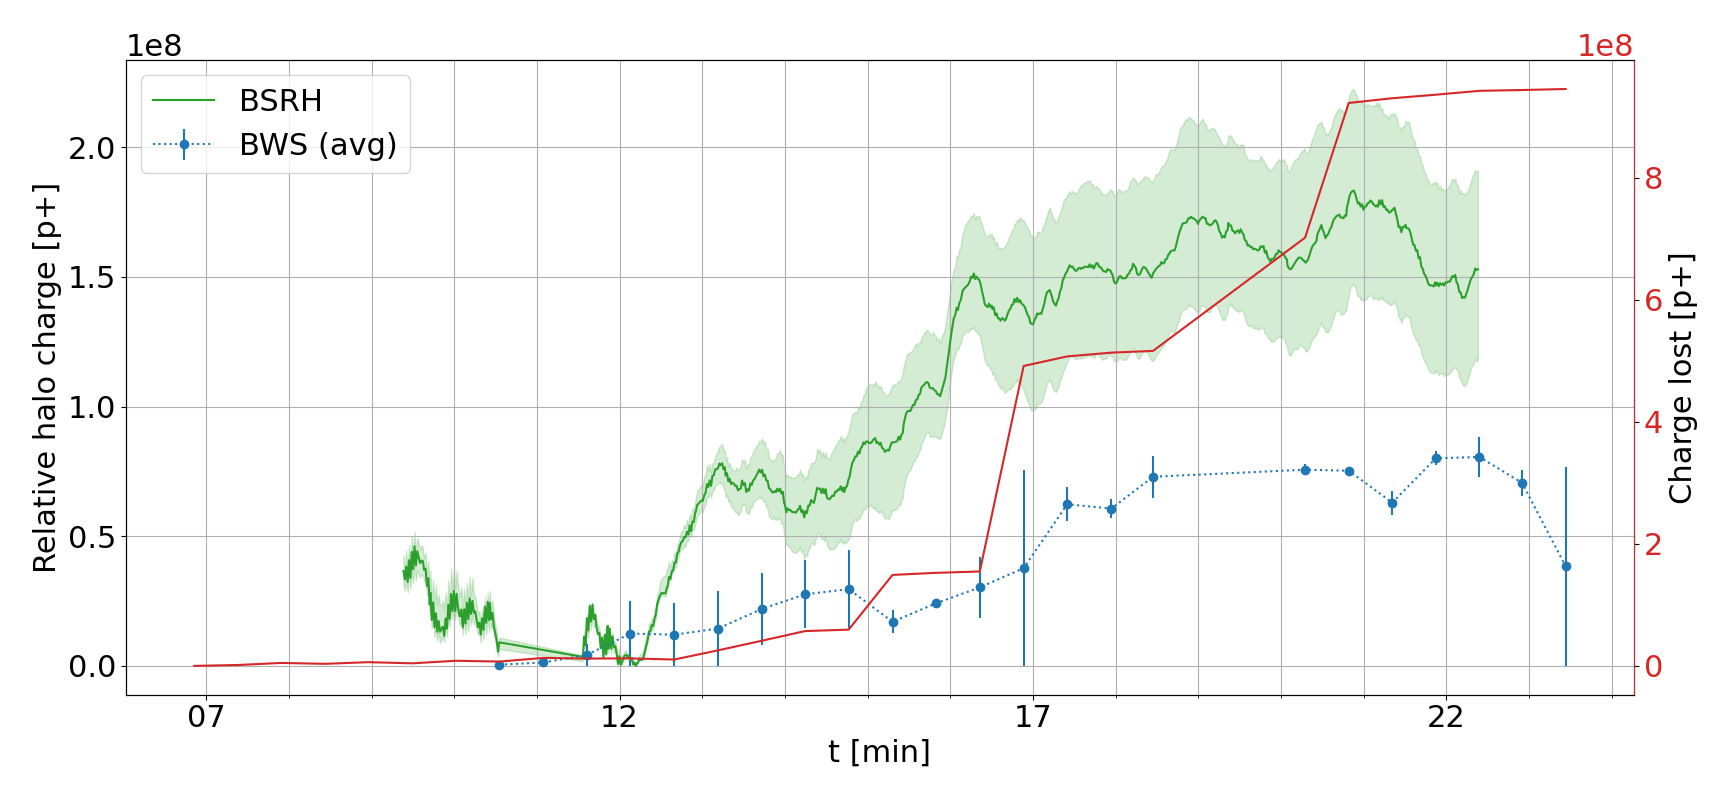 1e8
1e8
BSRH
BWS (avg)
Relative halo charge [p+]
2.0
1.5
1.0
0.5
0.0
8
6
4
2
0
Charge lost [p+]
07
12
17
22
t [min]